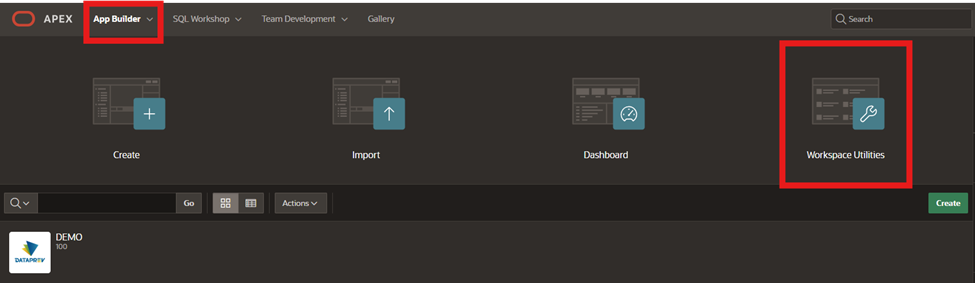 APEX App Builder SQL Workshop Team Development Gallery Search
Create Import Dashboard Workspace Utilities
Go Actions Create
DEMO
100
DATAPROV